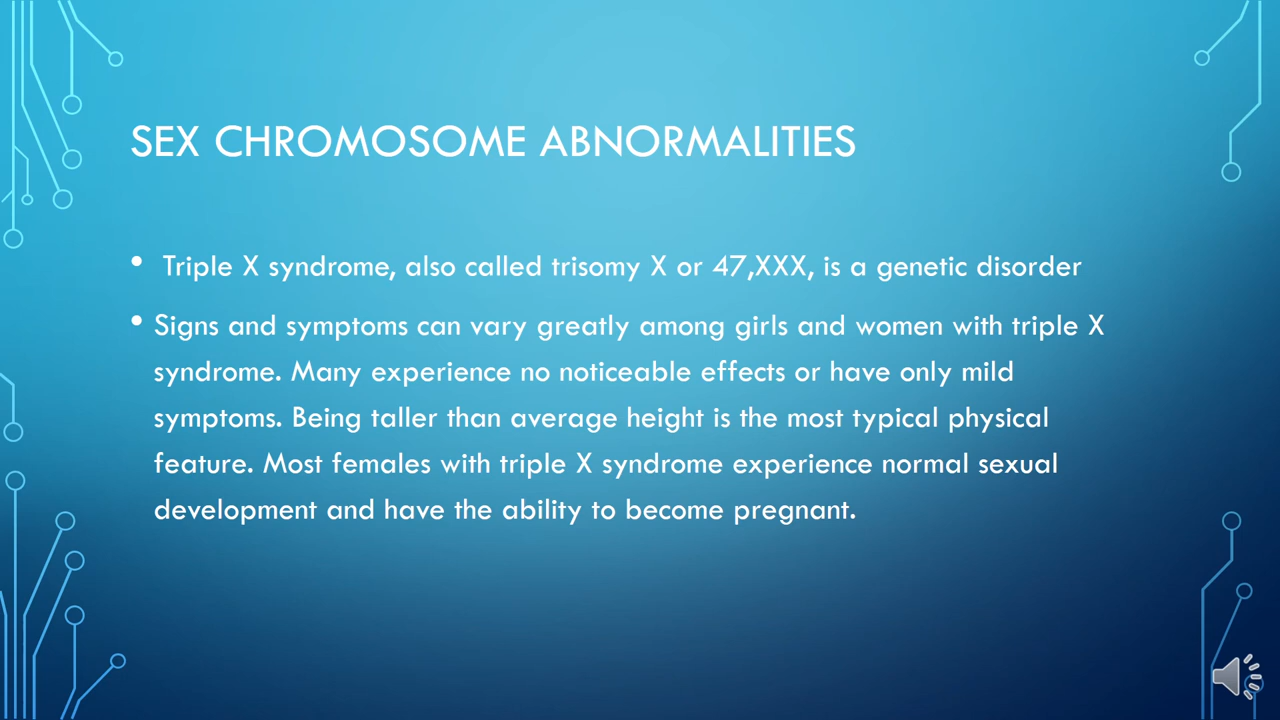 SEX CHROMOSOME ABNORMALITIES
• Triple X syndrome, also called trisomy X or 47,XXX, is a genetic disorder
• Signs and symptoms can vary greatly among girls and women with triple X
syndrome. Many experience no noticeable effects or have only mild
symptoms. Being taller than average height is the most typical physical
feature. Most females with triple X syndrome experience normal sexual
development and have the ability to become pregnant.